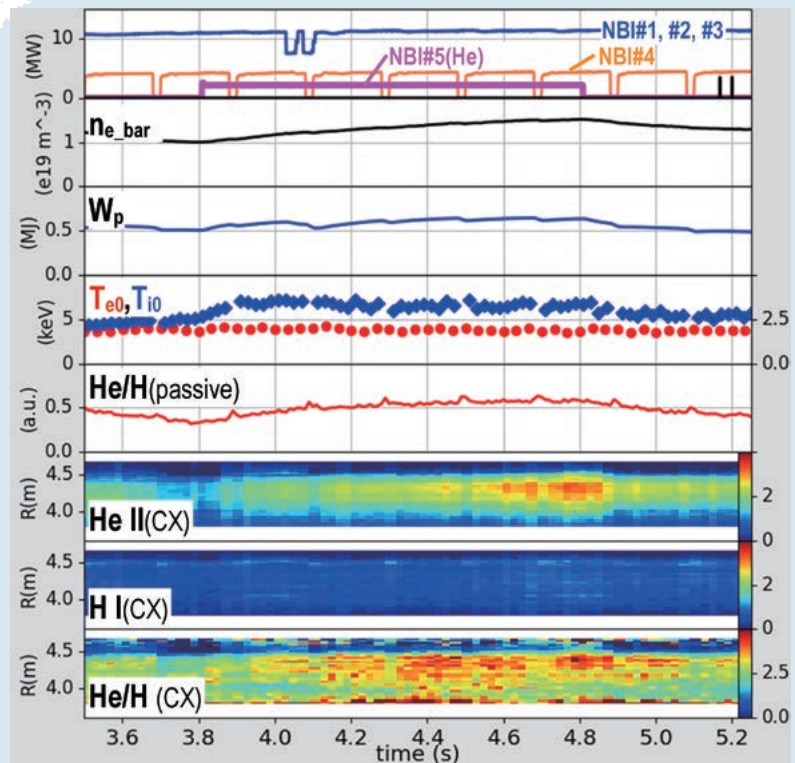 10
(MW)
0
NBI#1, #2, #3
NBI#5(He)
NBI#4
(e19 m^-3)
1
0
n_e_bar
(MJ)
0.5
0.0
W_p
(keV)
5
0
T_e0,T_i0
2.5
0.0
He/H(passive)
(a.u.)
0.5
0.0
R(m)
4.5
4.0
He II(CX)
2
0
R(m)
4.5
4.0
H I(CX)
2
0
R(m)
4.5
4.0
He/H (CX)
2.5
0.0
3.6 3.8 4.0 4.2 4.4 4.6 4.8 5.0 5.2
time (s)